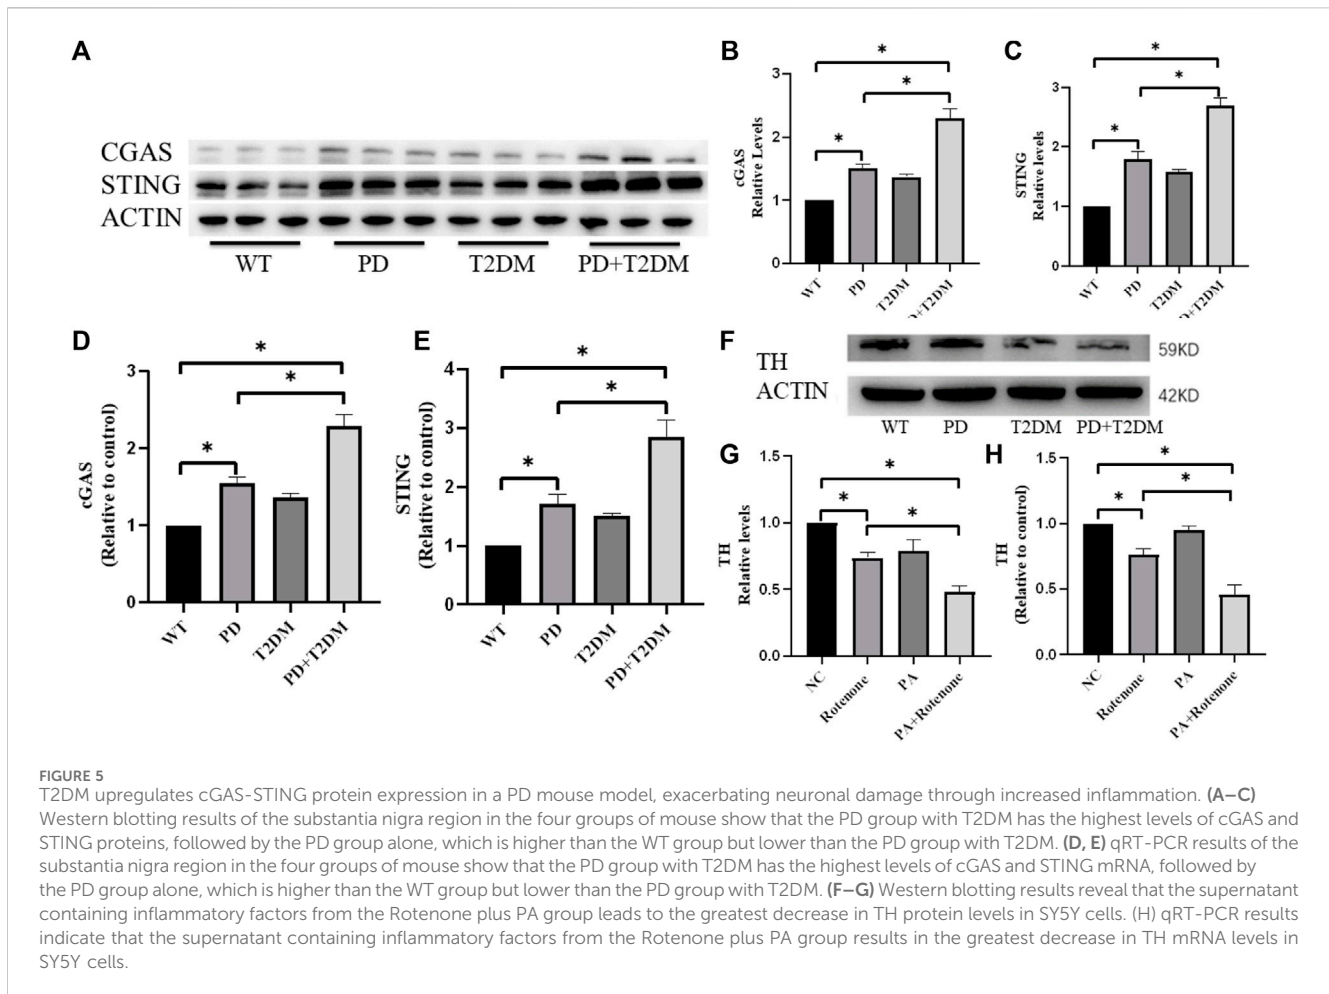 A
CGAS
STING
ACTIN
WT PD T2DM PD+T2DM
B
cGAS
Relative Levels
3
2
1
0
*
*
*
WT PD T2DM D+T2DM
C
STING
Relative levels
3
2
1
0
*
*
*
WT PD T2DM PD+T2DM
D
cGAS
(Relative to control)
3
2
1
0
*
*
*
WT PD T2DM PD+T2DM
E
STING
(Relative to control)
4
3
2
1
0
*
*
*
WT PD T2DM PD+T2DM
F
TH
ACTIN
59KD
42KD
WT PD T2DM PD+T2DM
G
TH
Relative levels
1.5
1.0
0.5
0.0
*
*
*
NC Rotenone PA PA+Rotenone
H
TH
(Relative to control)
1.5
1.0
0.5
0.0
*
*
*
NC Rotenone PA PA+Rotenone
FIGURE 5
T2DM upregulates cGAS-STING protein expression in a PD mouse model, exacerbating neuronal damage through increased inflammation. (A–C)
Western blotting results of the substantia nigra region in the four groups of mouse show that the PD group with T2DM has the highest levels of cGAS and
STING proteins, followed by the PD group alone, which is higher than the WT group but lower than the PD group with T2DM. (D, E) qRT-PCR results of the
substantia nigra region in the four groups of mouse show that the PD group with T2DM has the highest levels of cGAS and STING mRNA, followed by
the PD group alone, which is higher than the WT group but lower than the PD group with T2DM. (F–G) Western blotting results reveal that the supernatant
containing inflammatory factors from the Rotenone plus PA group leads to the greatest decrease in TH protein levels in SY5Y cells. (H) qRT-PCR results
indicate that the supernatant containing inflammatory factors from the Rotenone plus PA group results in the greatest decrease in TH mRNA levels in
SY5Y cells.